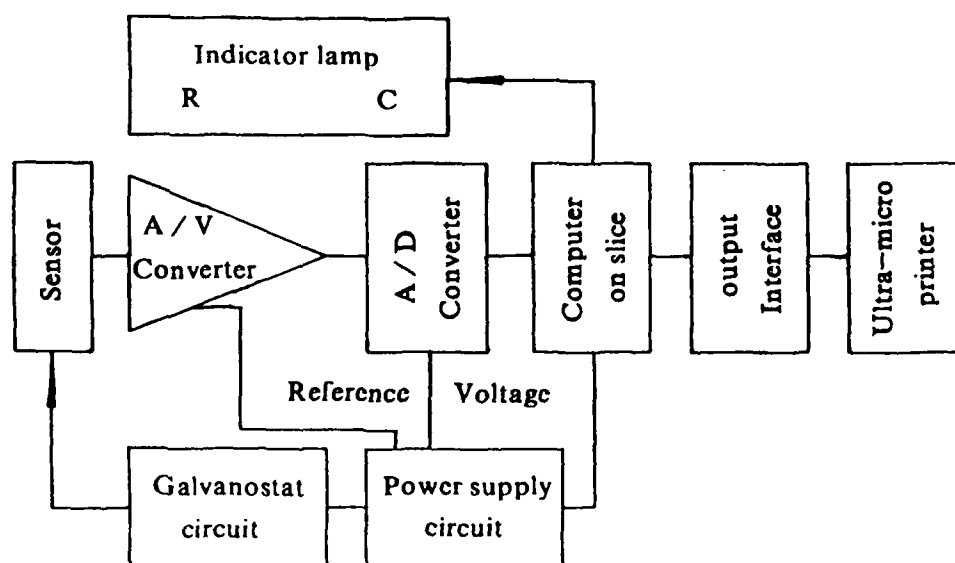 Indicator lamp
R C
Sensor
A / V
Converter
A / D
Converter
Computer
on slice
output
Interface
Ultra-micro
printer
Reference Voltage
Galvanostat
circuit
Power supply
circuit